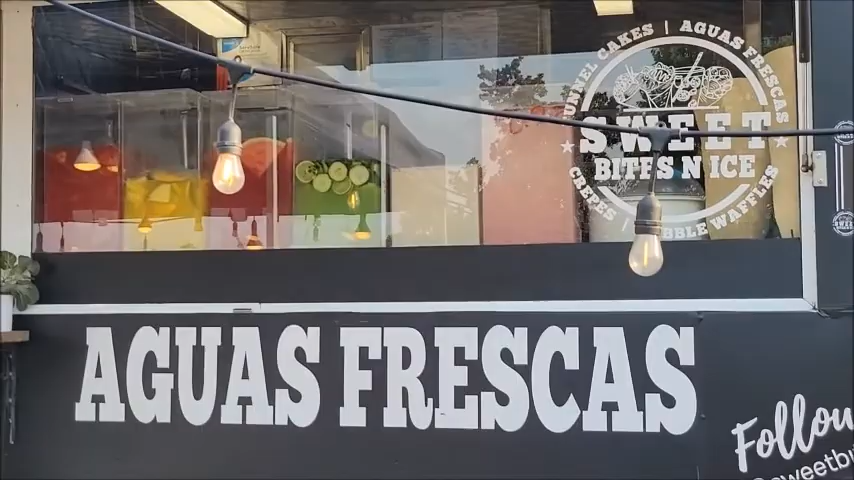 FUNNEL CAKES | AGUAS FRESCAS
SWEET
BITES N ICE
CREPES
BUBBLE WAFFLES
AGUAS FRESCAS
Follow